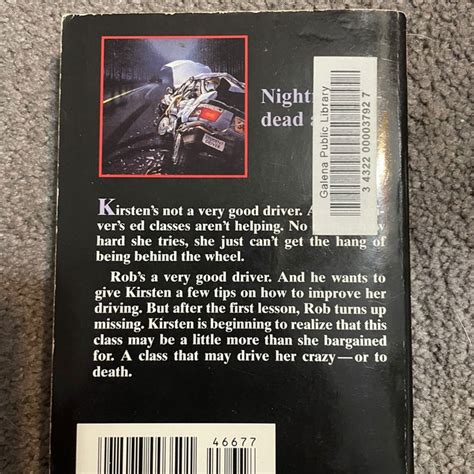 Night
dead a
Galena Public Library
3 4322 000003792 7
Kirsten's not a very good driver. A
ver's ed classes aren't helping. No w
hard she tries, she just can't get the hang of
being behind the wheel.
Rob's a very good driver. And he wants to
give Kirsten a few tips on how to improve her
driving. But after the first lesson, Rob turns up
missing. Kirsten is beginning to realize that this
class may be a little more than she bargained
for. A class that may drive her crazy—or to
death.
46677